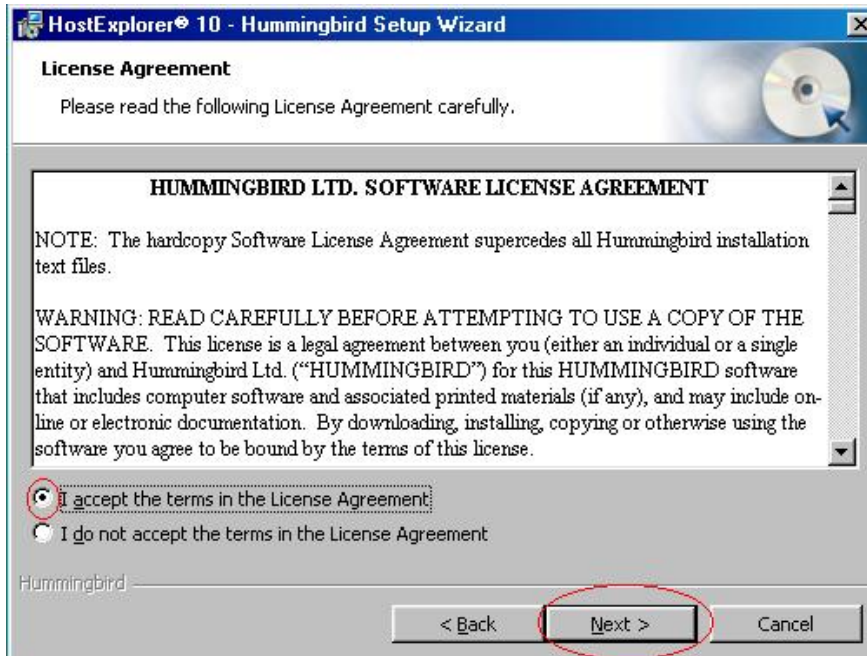 HostExplorer® 10 - Hummingbird Setup Wizard
License Agreement
Please read the following License Agreement carefully.
HUMMINGBIRD LTD. SOFTWARE LICENSE AGREEMENT
NOTE: The hardcopy Software License Agreement supercedes all Hummingbird installation
text files.
WARNING: READ CAREFULLY BEFORE ATTEMPTING TO USE A COPY OF THE
SOFTWARE. This license is a legal agreement between you (either an individual or a single
entity) and Hummingbird Ltd. (“HUMMINGBIRD”) for this HUMMINGBIRD software
that includes computer software and associated printed materials (if any), and may include on-
line or electronic documentation. By downloading, installing, copying or otherwise using the
software you agree to be bound by the terms of this license.
I accept the terms in the License Agreement
I do not accept the terms in the License Agreement
Hummingbird
< Back Next > Cancel